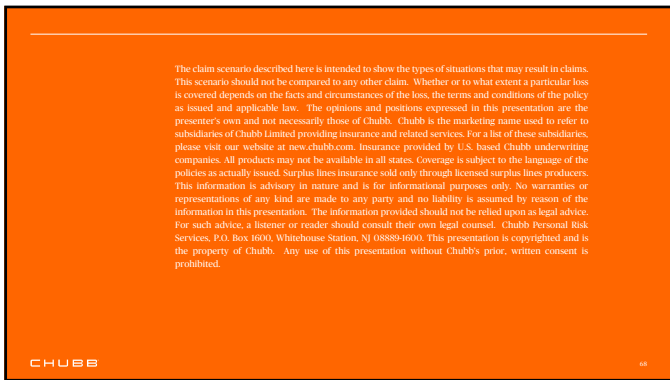 The claim scenario described here is intended to show the types of situations that may result in claims.
This scenario should not be compared to any other claim. Whether or to what extent a particular loss
is covered depends on the facts and circumstances of the loss, the terms and conditions of the policy
as issued and applicable law. The opinions and positions expressed in this presentation are the
presenter's own and not necessarily those of Chubb. Chubb is the marketing name used to refer to
subsidiaries of Chubb Limited providing insurance and related services. For a list of these subsidiaries,
please visit our website at new.chubb.com. Insurance provided by U.S. based Chubb underwriting
companies. All products may not be available in all states. Coverage is subject to the language of the
policies as actually issued. Surplus lines insurance sold only through licensed surplus lines producers.
This information is advisory in nature and is for informational purposes only. No warranties or
representations of any kind are made to any party and no liability is assumed by reason of the
information in this presentation. The information provided should not be relied upon as legal advice.
For such advice, a listener or reader should consult their own legal counsel. Chubb Personal Risk
Services, P.O. Box 1600, Whitehouse Station, NJ 08889-1600. This presentation is copyrighted and is
the property of Chubb. Any use of this presentation without Chubb's prior, written consent is
prohibited.
CHUBB
68